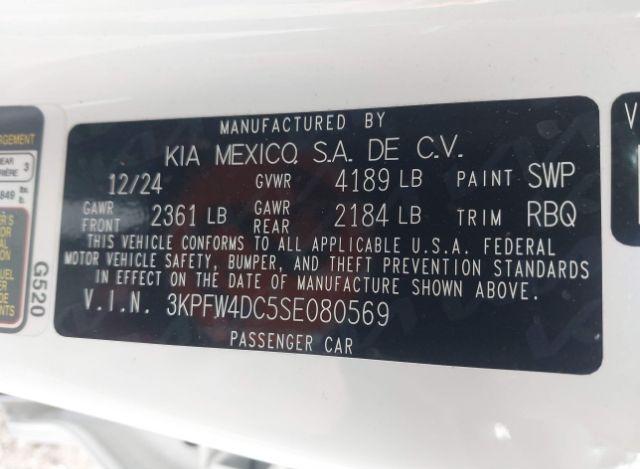 MANUFACTURED BY
KIA MEXICO, S.A. DE C.V.
12/24 GVWR 4189 LB PAINT SWP
GAWR FRONT 2361 LB GAWR REAR 2184 LB TRIM RBQ
THIS VEHICLE CONFORMS TO ALL APPLICABLE U.S.A. FEDERAL
MOTOR VEHICLE SAFETY, BUMPER, AND THEFT PREVENTION STANDARDS
IN EFFECT ON THE DATE OF MANUFACTURE SHOWN ABOVE.
V.I.N. 3KPFW4DC5SE080569
PASSENGER CAR
G520
3
849